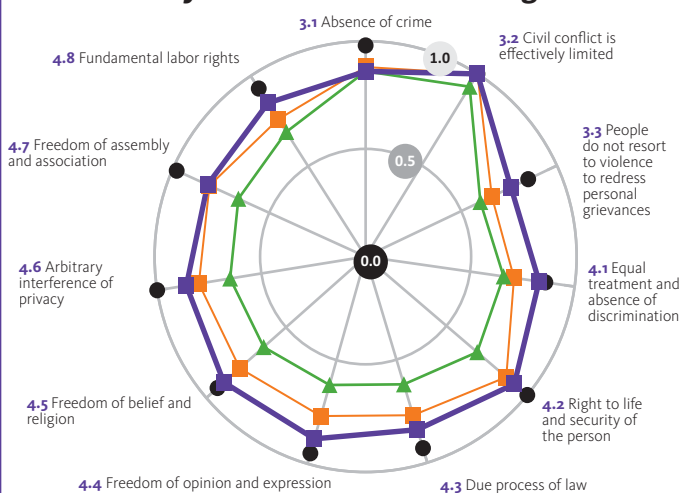 3.1 Absence of crime
3.2 Civil conflict is
effectively limited
1.0
4.8 Fundamental labor rights
3.3 People
do not resort
to violence
to redress
personal
grievances
4.7 Freedom of assembly
and association
0.5
0.0
4.6 Arbitrary
interference of
privacy
4.1 Equal
treatment and
absence of
discrimination
4.5 Freedom of belief and
religion
4.2 Right to life
and security of
the person
4.4 Freedom of opinion and expression
4.3 Due process of law